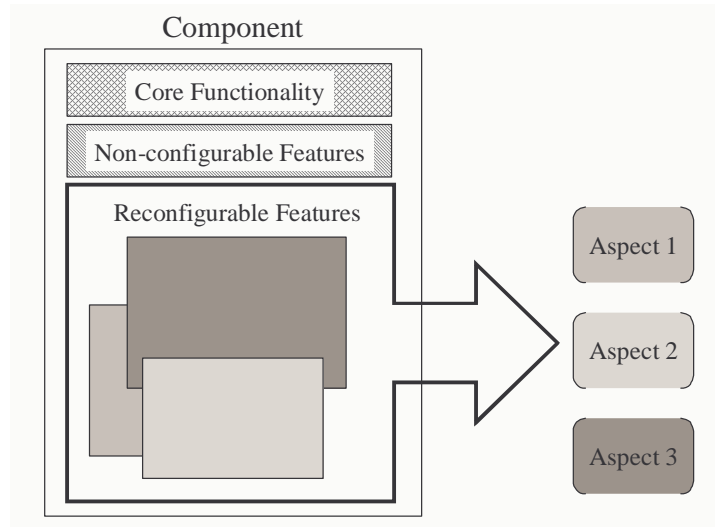 Component
Core Functionality
Non-configurable Features
Reconfigurable Features
Aspect 1
Aspect 2
Aspect 3